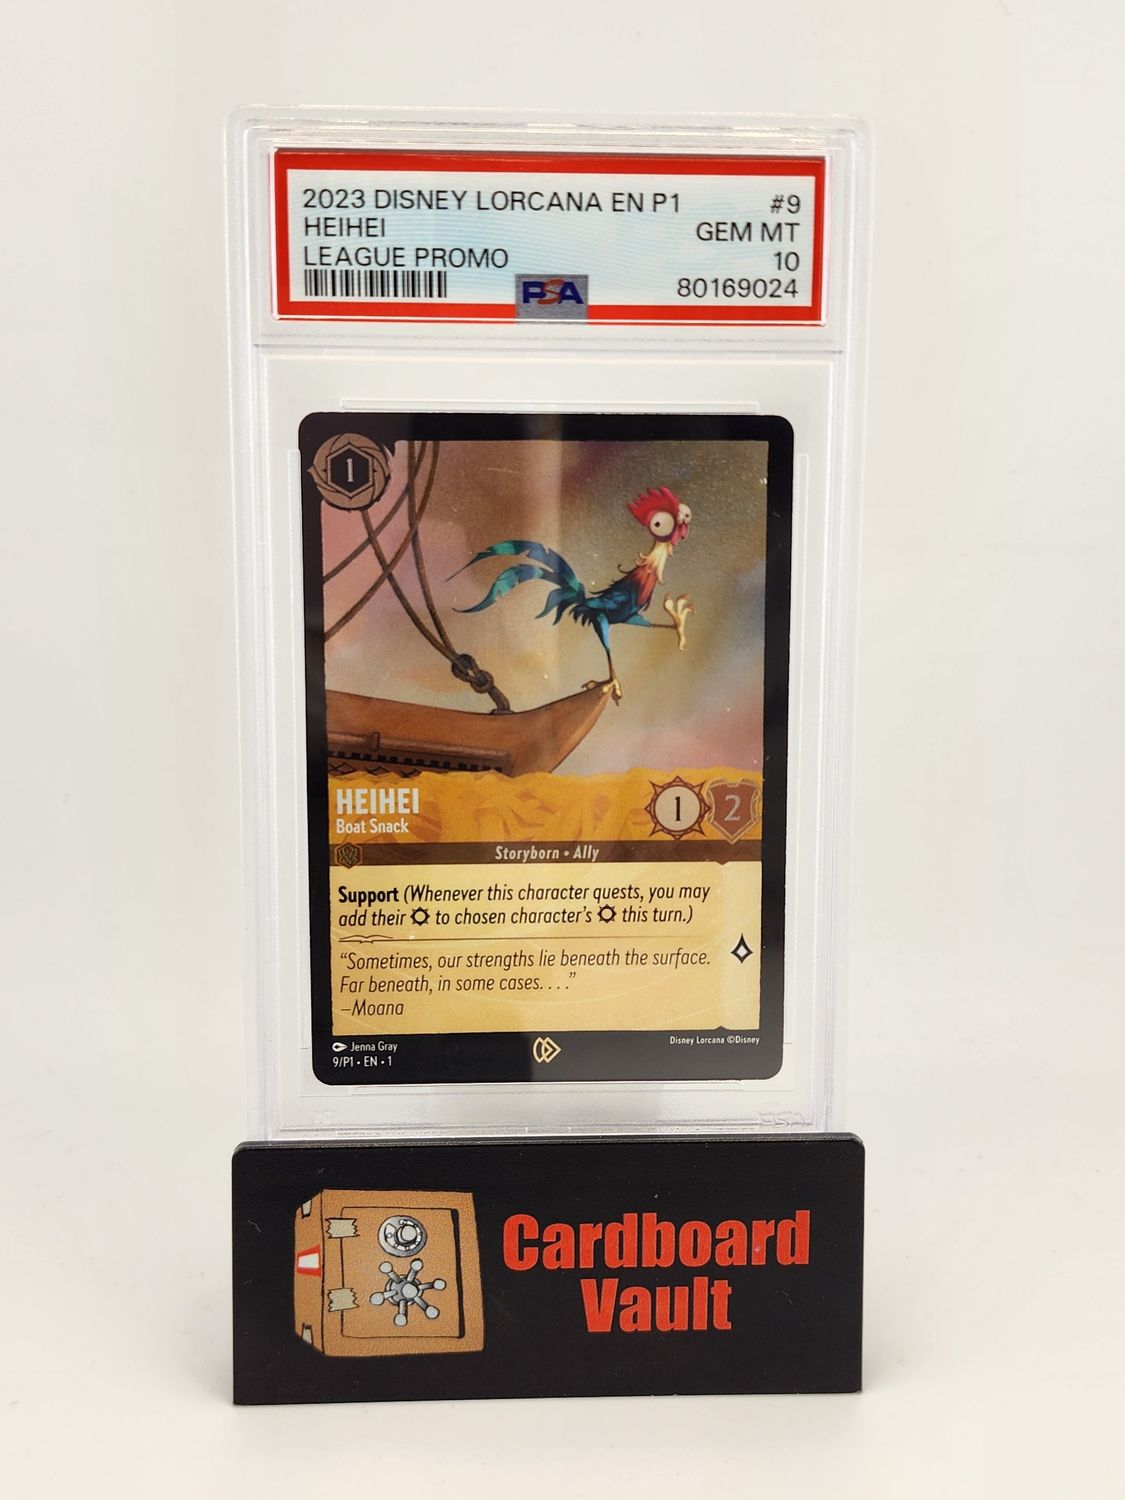 2023 DISNEY LORCANA EN P1 #9
HEIHEI GEM MT
LEAGUE PROMO 10
PSA 80169024
1
HEIHEI
Boat Snack
1 2
Storyborn • Ally
Support (Whenever this character quests, you may
add their to chosen character's this turn.)
“Sometimes, our strengths lie beneath the surface.
Far beneath, in some cases. . . .”
–Moana
Jenna Gray
9/P1 • EN • 1
Disney Lorcana ©Disney
PSA
Cardboard
Vault